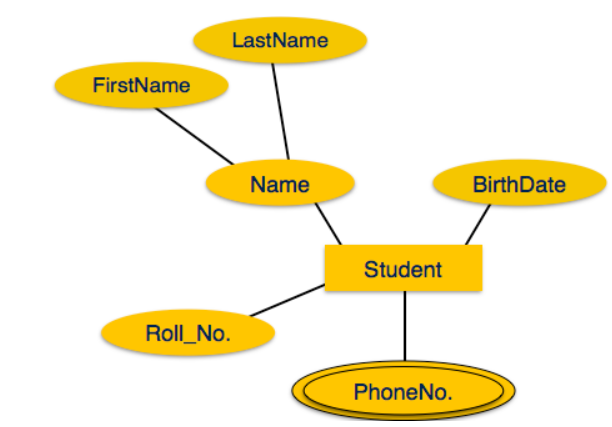 LastName
FirstName
Name
BirthDate
Student
Roll_No.
PhoneNo.